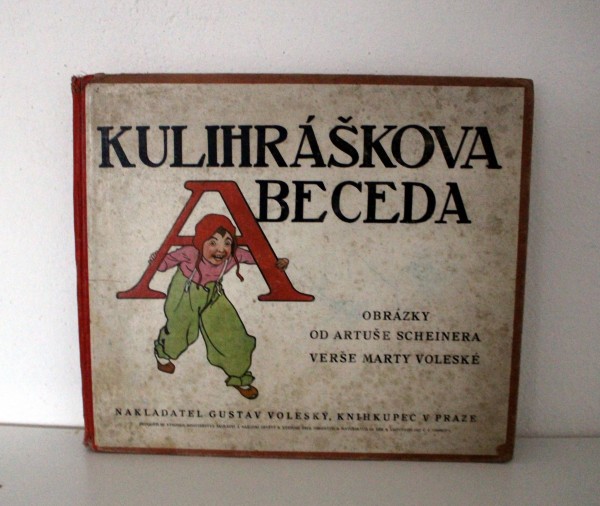 KULIHRÁŠKOVA
ABECEDA
OBRÁZKY
OD ARTUŠE SCHEINERA
VERŠE MARTY VOLESKÉ
NAKLADATEL GUSTAV VOLESKÝ, KNIHKUPEC V PRAZE